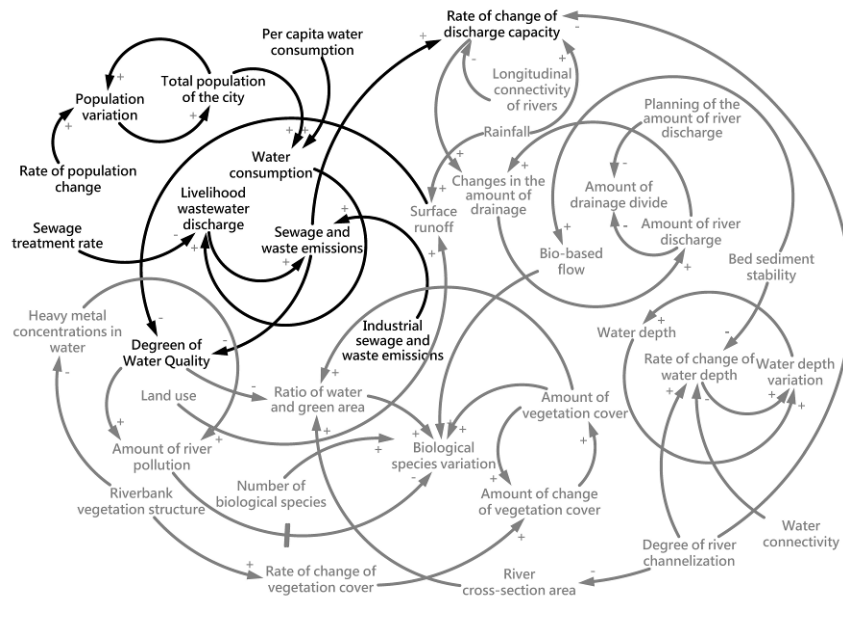 Rate of change of
discharge capacity
Per capita water
consumption
Total population
of the city
Population
variation
Longitudinal
connectivity
of rivers
Planning of the
amount of river
discharge
Rainfall
Rate of population
change
Water
consumption
Livelihood
wastewater
discharge
Changes in the
amount of
drainage
Amount of
drainage divide
Sewage
treatment rate
Sewage and
waste emissions
Surface
runoff
Amount of river
discharge
Bio-based
flow
Bed sediment
stability
Heavy metal
concentrations in
water
Degreen of
Water Quality
Industrial
sewage and
waste emissions
Water depth
Rate of change of
water depth
Water depth
variation
Land use
Ratio of water
and green area
Amount of
vegetation cover
Amount of river
pollution
Biological
species variation
Riverbank
vegetation structure
Number of
biological species
Amount of change
of vegetation cover
Water
connectivity
Degree of river
channelization
Rate of change of
vegetation cover
River
cross-section area